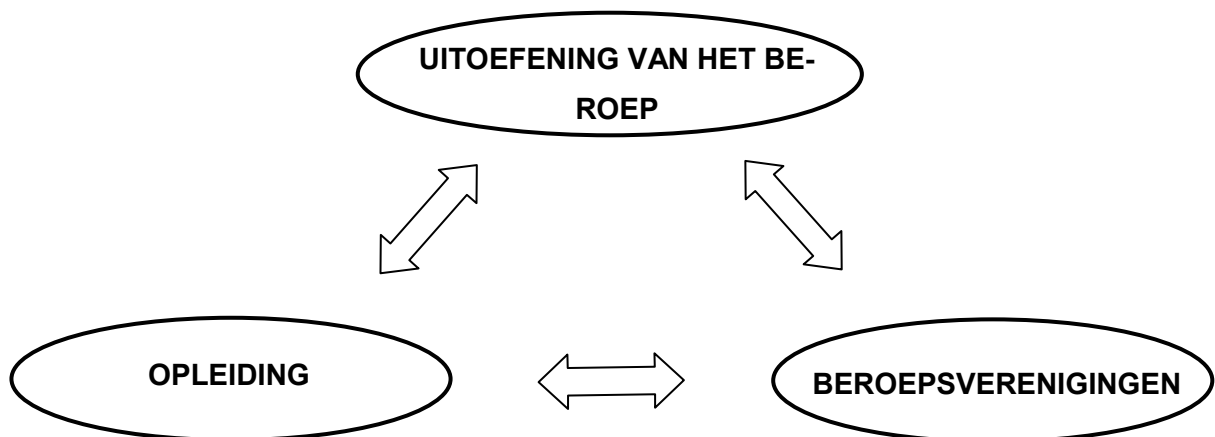 UITOEFENING VAN HET BE-
ROEP
OPLEIDING
BEROEPSVERENIGINGEN